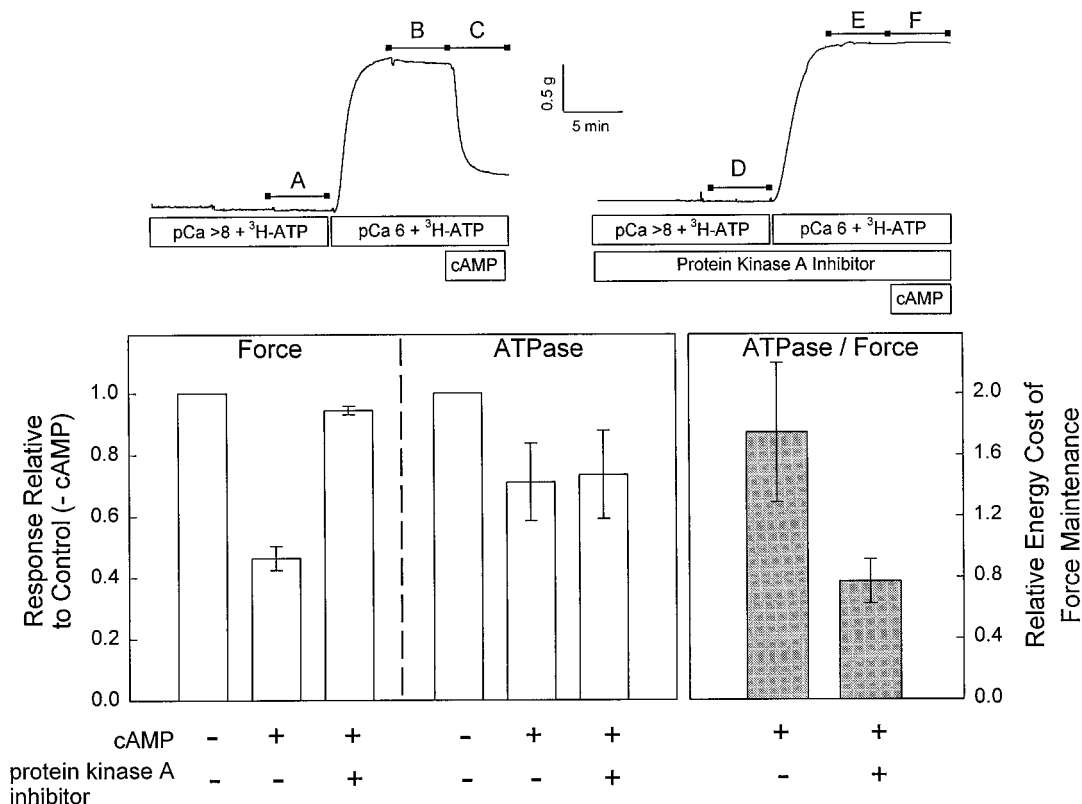 B C
A
pCa >8 + ³H-ATP pCa 6 + ³H-ATP
cAMP
0.5 g
5 min
E F
D
pCa >8 + ³H-ATP pCa 6 + ³H-ATP
Protein Kinase A Inhibitor
cAMP
Force ATPase ATPase / Force
Response Relative
to Control (- cAMP)
1.0
0.8
0.6
0.4
0.2
0.0
2.0
1.6
1.2
0.8
0.4
0.0
Relative Energy Cost of
Force Maintenance
cAMP - + + - + + + +
protein kinase A
inhibitor - - + - - + - +